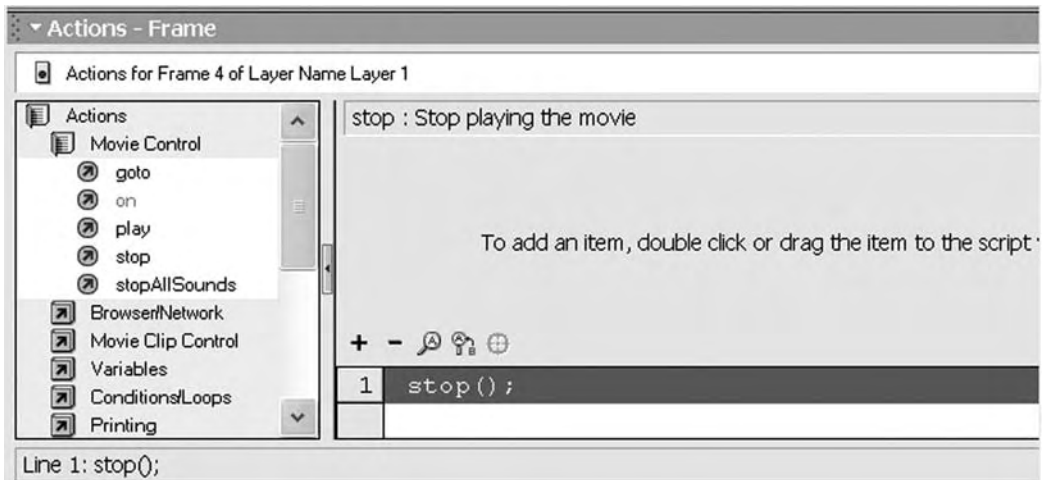 Actions - Frame
Actions for Frame 4 of Layer Name Layer 1
Actions
Movie Control
goto
on
play
stop
stopAllSounds
Browser/Network
Movie Clip Control
Variables
Conditions/Loops
Printing
stop : Stop playing the movie
To add an item, double click or drag the item to the script
1 stop();
Line 1: stop();